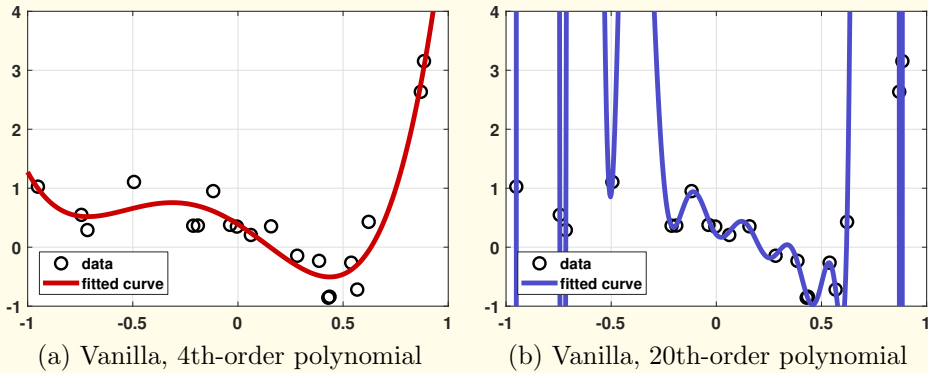 4
3
2
1
0
-1
-1 -0.5 0 0.5 1
data
fitted curve
(a) Vanilla, 4th-order polynomial
4
3
2
1
0
-1
-1 -0.5 0 0.5 1
data
fitted curve
(b) Vanilla, 20th-order polynomial